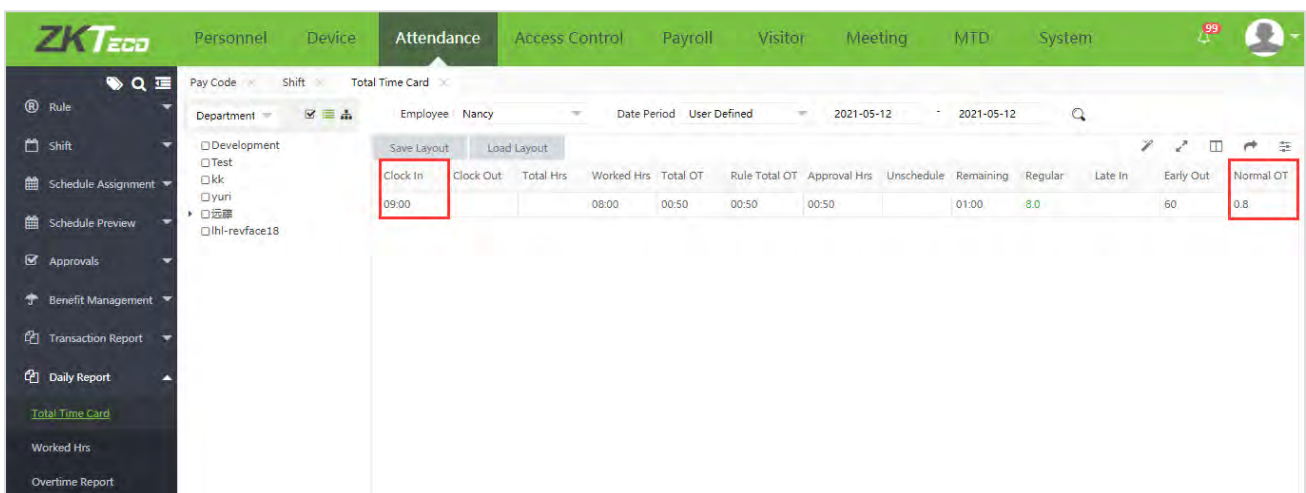 ZKTeco Personnel Device Attendance Access Control Payroll Visitor Meeting MTD System 99
Pay Code × Shift × Total Time Card ×
® Rule
Department Employee Nancy Date Period User Defined 2021-05-12 - 2021-05-12
Shift
Development
Save Layout Load Layout
Test
Clock In Clock Out Total Hrs Worked Hrs Total OT Rule Total OT Approval Hrs Unschedule Remaining Regular Late In Early Out Normal OT
Schedule Assignment
kk
yuri
09:00 08:00 00:50 00:50 00:50 01:00 8.0 60 0.8
远藤
Schedule Preview
lhl-revface18
Approvals
Benefit Management
Transaction Report
Daily Report
Total Time Card
Worked Hrs
Overtime Report